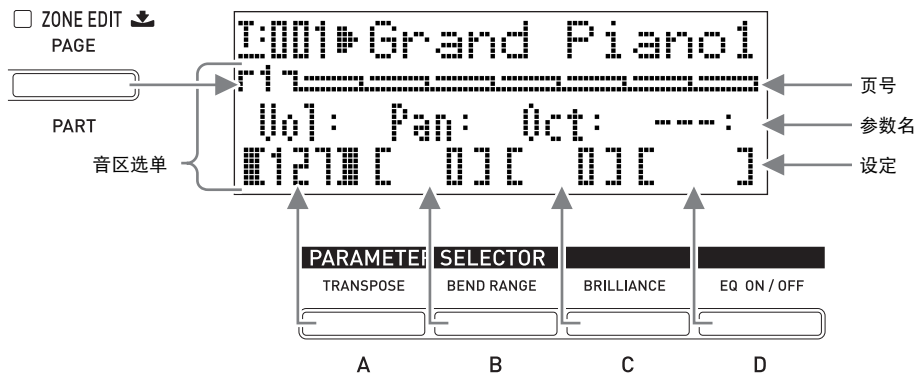 ZONE EDIT
PAGE
PART
音区选单
I:001 Grand Piano1
1
Vol: Pan: Oct: ---:
[127] [ 0] [ 0] [ ]
页号
参数名
设定
PARAMETER SELECTOR
TRANSPOSE BEND RANGE BRILLIANCE EQ ON / OFF
A B C D